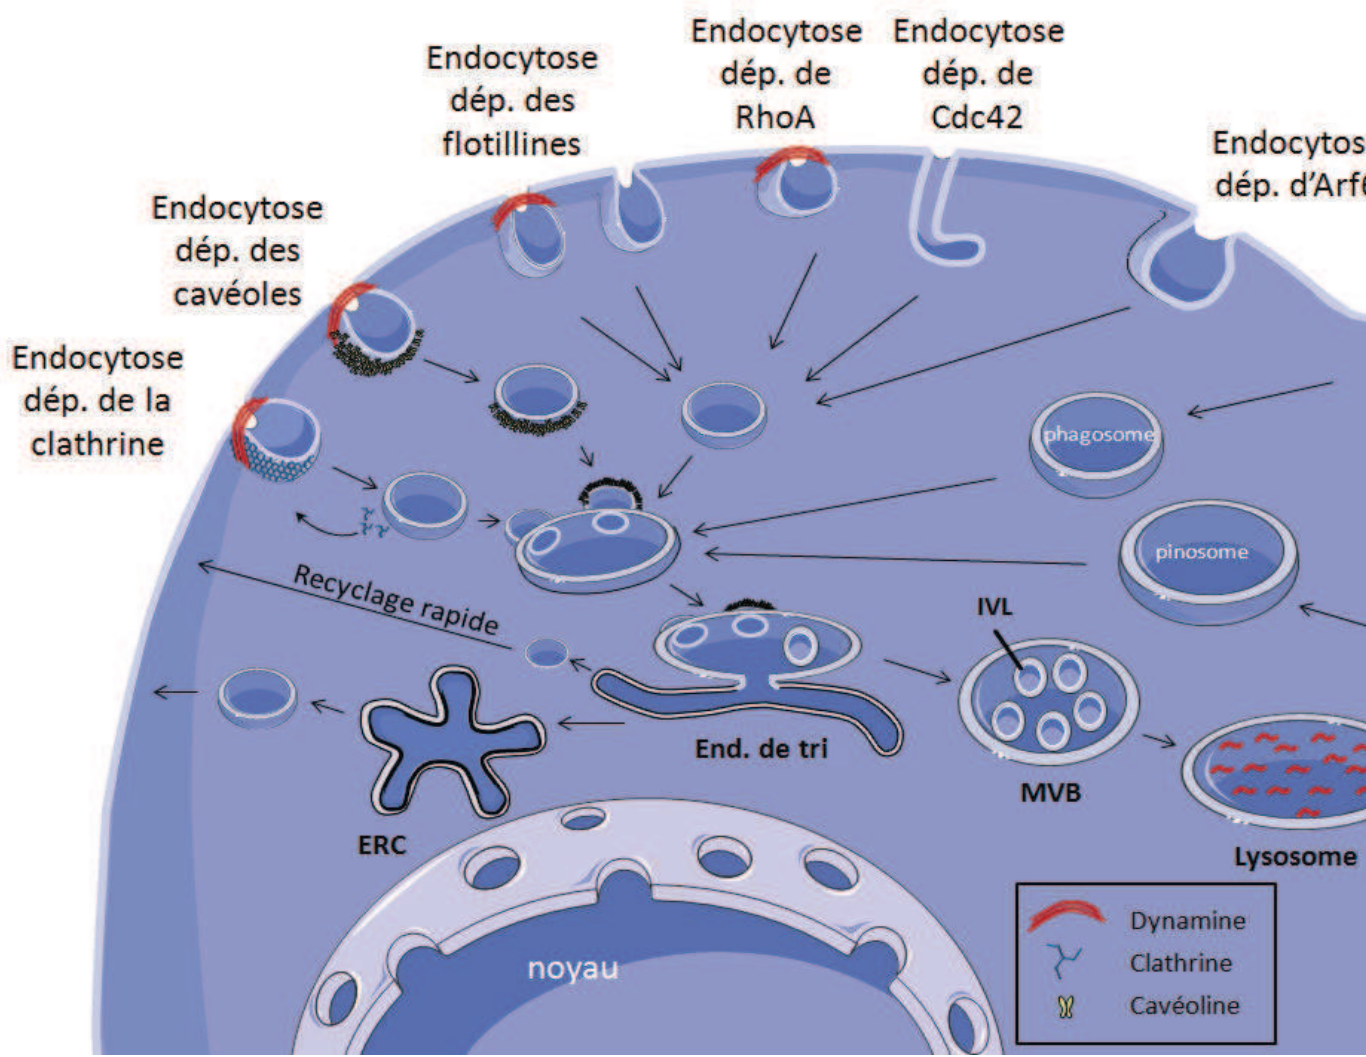 Endocytose
dép. de
RhoA
Endocytose
dép. de
Cdc42
Endocytose
dép. des
flotillines
Endocytos
dép. d'Arf6
Endocytose
dép. des
cavéoles
Endocytose
dép. de la
clathrine
phagosome
pinosome
Recyclage rapide
IVL
End. de tri
MVB
ERC
Lysosome
noyau
Dynamine
Clathrine
Cavéoline